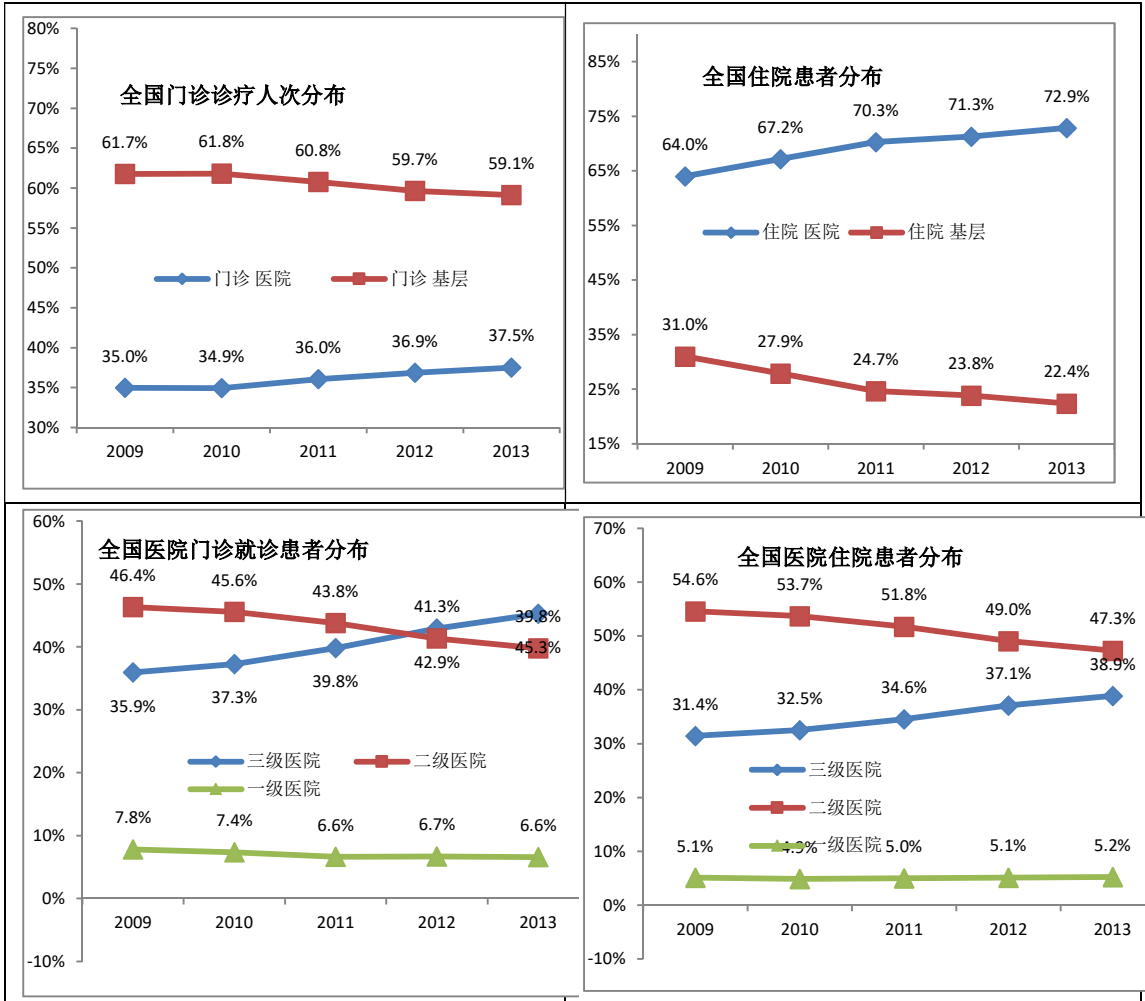 80%
75%
70%
65%
60%
55%
50%
45%
40%
35%
30%
全国门诊诊疗人次分布
61.7% 61.8% 60.8% 59.7% 59.1%
门诊 医院 门诊 基层
35.0% 34.9% 36.0% 36.9% 37.5%
2009 2010 2011 2012 2013
85%
75%
65%
55%
45%
35%
25%
15%
全国住院患者分布
64.0% 67.2% 70.3% 71.3% 72.9%
住院 医院 住院 基层
31.0% 27.9% 24.7% 23.8% 22.4%
2009 2010 2011 2012 2013
60%
50%
40%
30%
20%
10%
0%
-10%
全国医院门诊就诊患者分布
46.4% 45.6% 43.8% 41.3% 39.8%
35.9% 37.3% 39.8% 42.9% 45.3%
三级医院 二级医院
一级医院
7.8% 7.4% 6.6% 6.7% 6.6%
2009 2010 2011 2012 2013
70%
60%
50%
40%
30%
20%
10%
0%
-10%
全国医院住院患者分布
54.6% 53.7% 51.8% 49.0% 47.3%
31.4% 32.5% 34.6% 37.1% 38.9%
三级医院
二级医院
一级医院
5.1% 4.9% 5.0% 5.1% 5.2%
2009 2010 2011 2012 2013